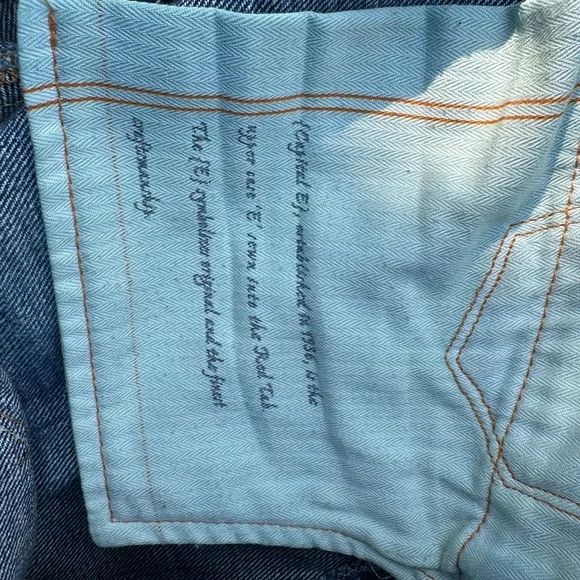 {Capital E}, established in 1936, is the
upper case 'E' sewn into the Red Tab.
The {E} symbolizes original and the finest
craftsmanship.